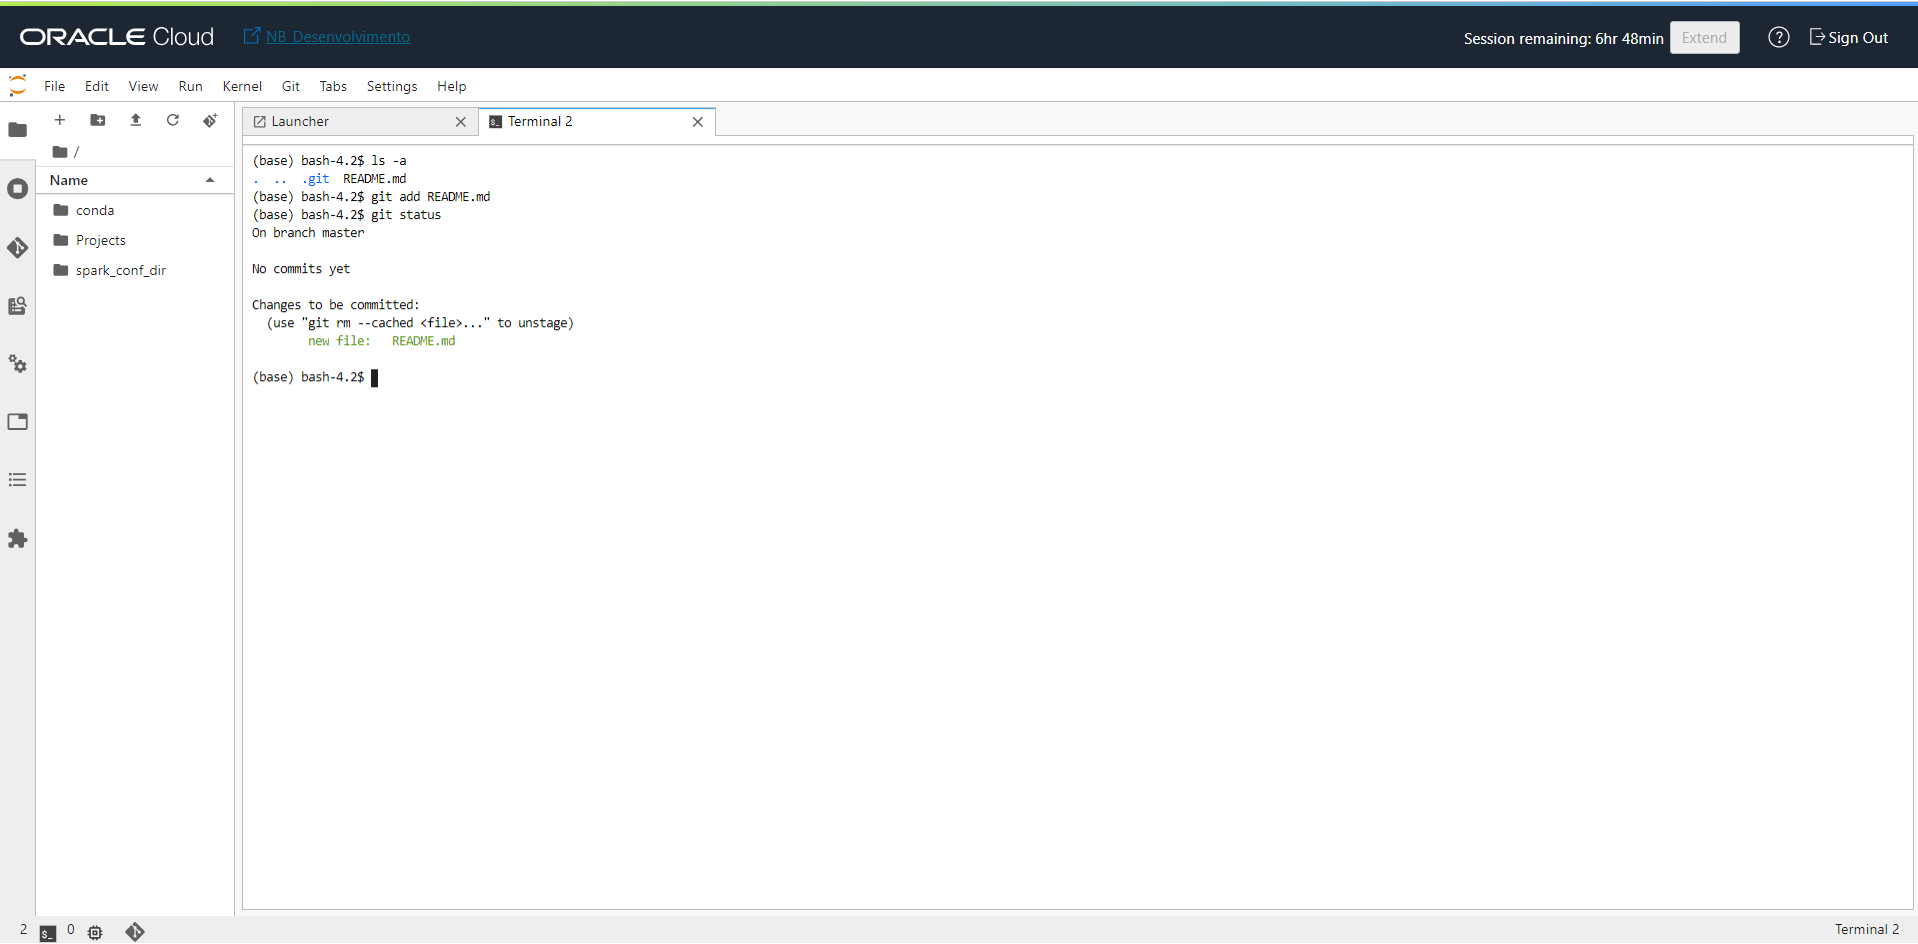 ORACLE Cloud NB_Desenvolvimento Session remaining: 6hr 48min Extend ? Sign Out
File Edit View Run Kernel Git Tabs Settings Help
Launcher Terminal 2
/
Name
conda
Projects
spark_conf_dir
(base) bash-4.2$ ls -a
. .. .git README.md
(base) bash-4.2$ git add README.md
(base) bash-4.2$ git status
On branch master
No commits yet
Changes to be committed:
(use "git rm --cached <file>..." to unstage)
new file: README.md
(base) bash-4.2$
2 $_ 0 Terminal 2